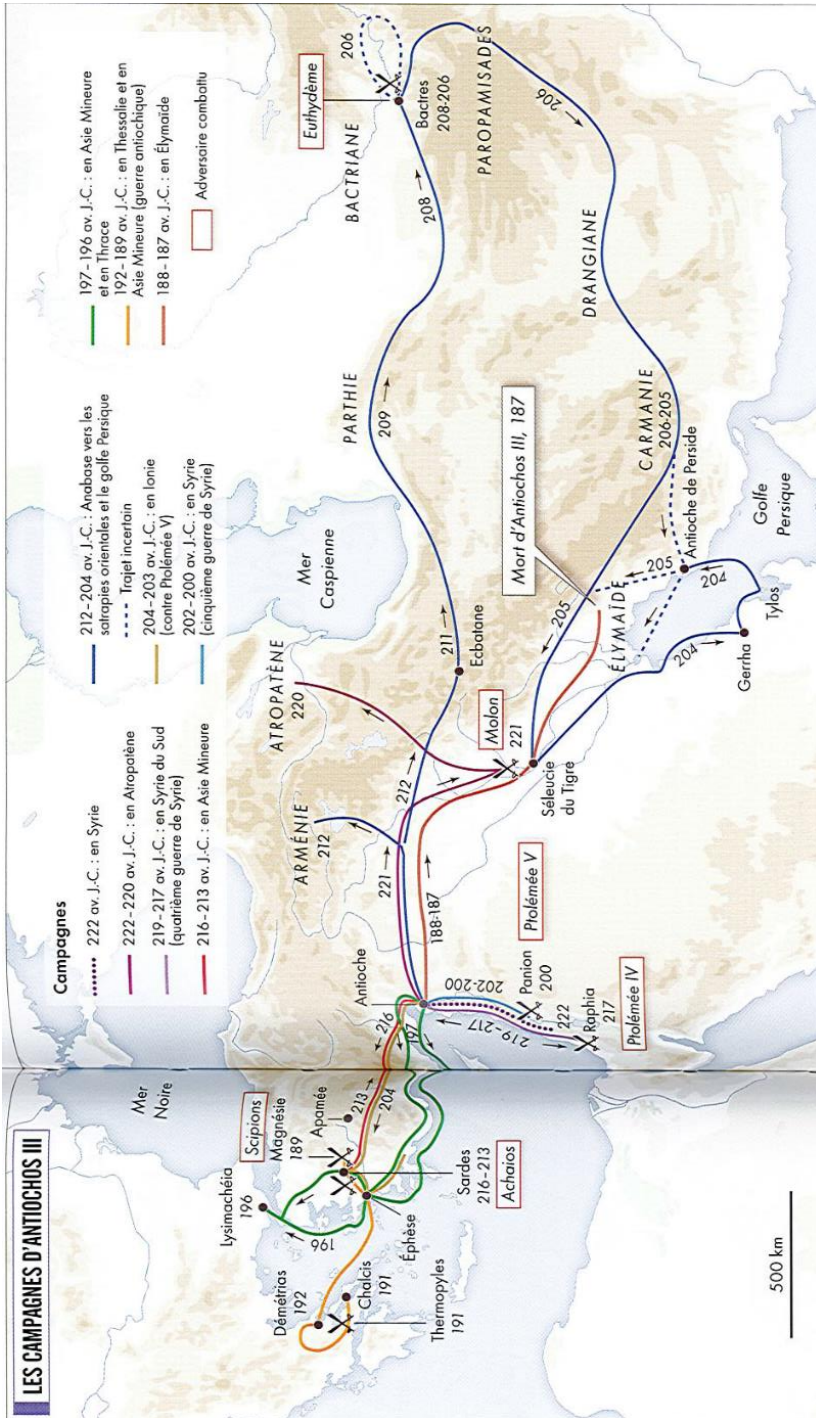 LES CAMPAGNES D'ANTIOCHOS III
Campagnes
222 av. J.-C. : en Syrie
222-220 av. J.-C. : en Atropatène
219-217 av. J.-C. : en Syrie du Sud
(quatrième guerre de Syrie)
216-213 av. J.-C. : en Asie Mineure
212-204 av. J.-C. : Anabase vers les
satrapies orientales et le golfe Persique
Trajet incertain
204-203 av. J.-C. : en Ionie
(contre Ptolémée V)
202-200 av. J.-C. : en Syrie
(cinquième guerre de Syrie)
197-196 av. J.-C. : en Asie Mineure
et en Thrace
192-189 av. J.-C. : en Thessalie et en
Asie Mineure (guerre antiochique)
188-187 av. J.-C. : en Élymaïde
Adversaire combattu
Mer
Noire
Lysimachéia
196
Scipions
Magnésie
189
Apamée
213
204
216
197
196
Démétrias
192
Chalcis
191
Thermopyles
191
Éphèse
Sardes
216-213
Achaios
Antioche
202-200
Panion
200
219-217
222
Raphia
217
Ptolémée IV
Ptolémée V
188-187
221
212
ARMÉNIE
212
ATROPATÈNE
220
Molon
221
Séleucie
du Tigre
Ecbatane
211
Mer
Caspienne
PARTHIE
209
208
BACTRIANE
Euthydème
206
Bactres
208-206
PAROPAMISADES
206
DRANGIANE
CARMANIE
206-205
Mort d'Antiochos III, 187
205
ÉLYMAÏDE
205
Antioche de Perside
204
204
Golfe
Persique
Tylos
Gerrha
500 km